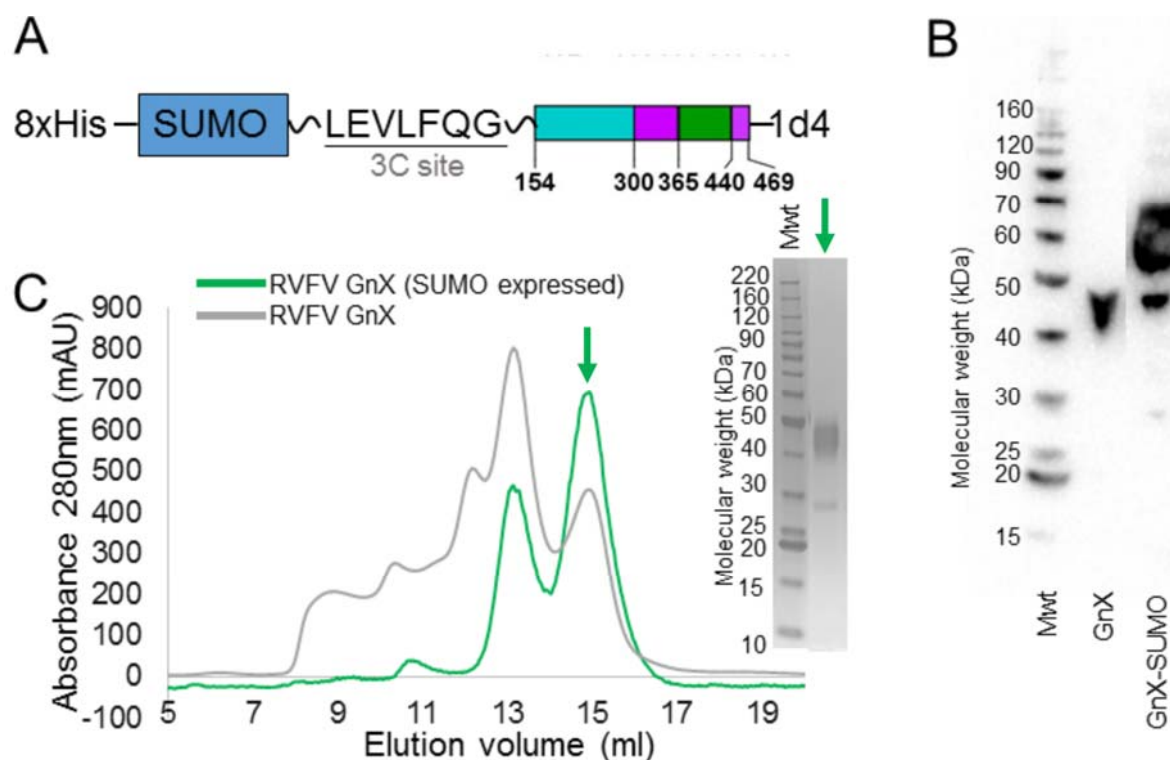 A
8xHis
SUMO
LEVLFQG
1d4
3C site
154
300
365
440
469
B
Molecular weight (kDa)
160
120
90
70
60
50
40
30
25
20
15
Mwt
GnX
GnX-SUMO
C
RVFV GnX (SUMO expressed)
RVFV GnX
Absorbance 280nm (mAU)
900
800
700
600
500
400
300
200
100
0
-100
5
7
9
11
13
15
17
19
Elution volume (ml)
Mwt
Molecular weight (kDa)
220
160
120
90
70
60
50
40
30
25
20
15
10